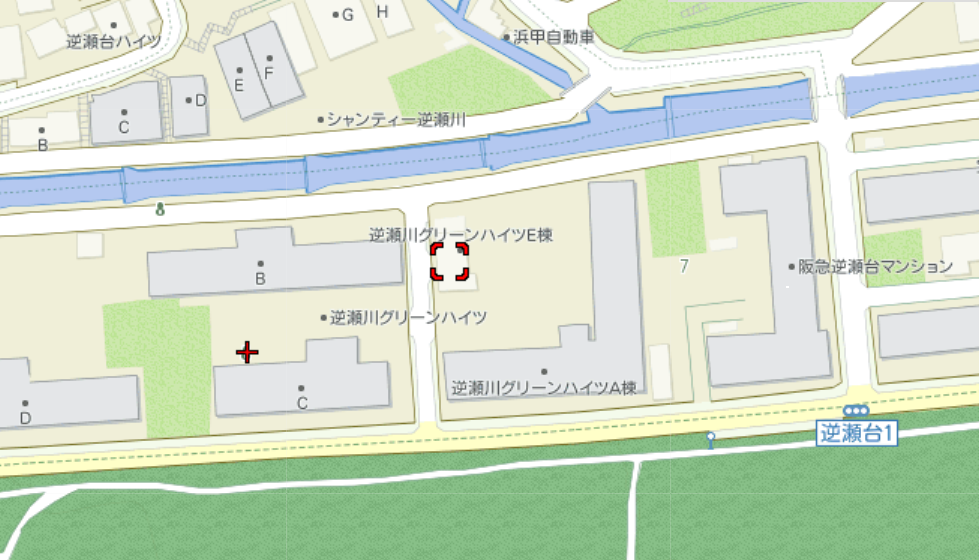 G
H
逆瀬台ハイツ
浜甲自動車
F
E
D
C
シャンティー逆瀬川
B
8
逆瀬川グリーンハイツE棟
7
阪急逆瀬台マンション
B
逆瀬川グリーンハイツ
逆瀬川グリーンハイツA棟
C
D
逆瀬台1